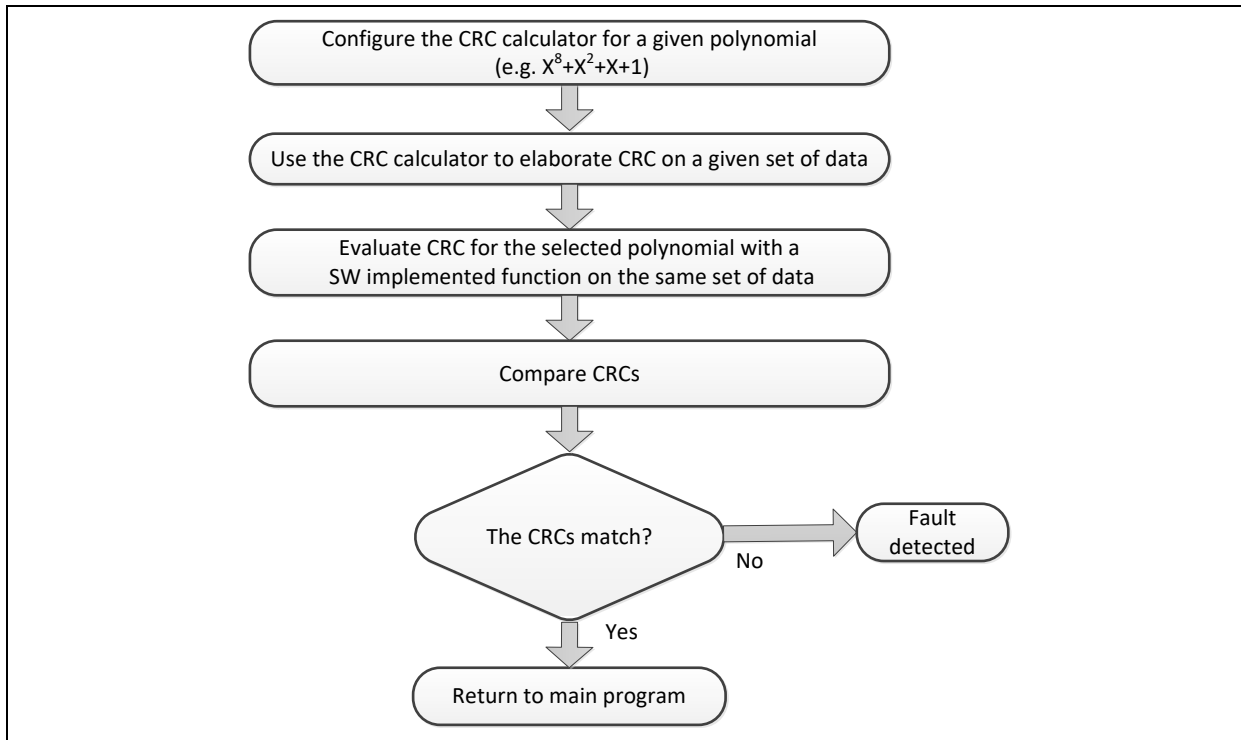 Configure the CRC calculator for a given polynomial
(e.g. X⁸+X²+X+1)
Use the CRC calculator to elaborate CRC on a given set of data
Evaluate CRC for the selected polynomial with a
SW implemented function on the same set of data
Compare CRCs
The CRCs match?
No
Fault
detected
Yes
Return to main program